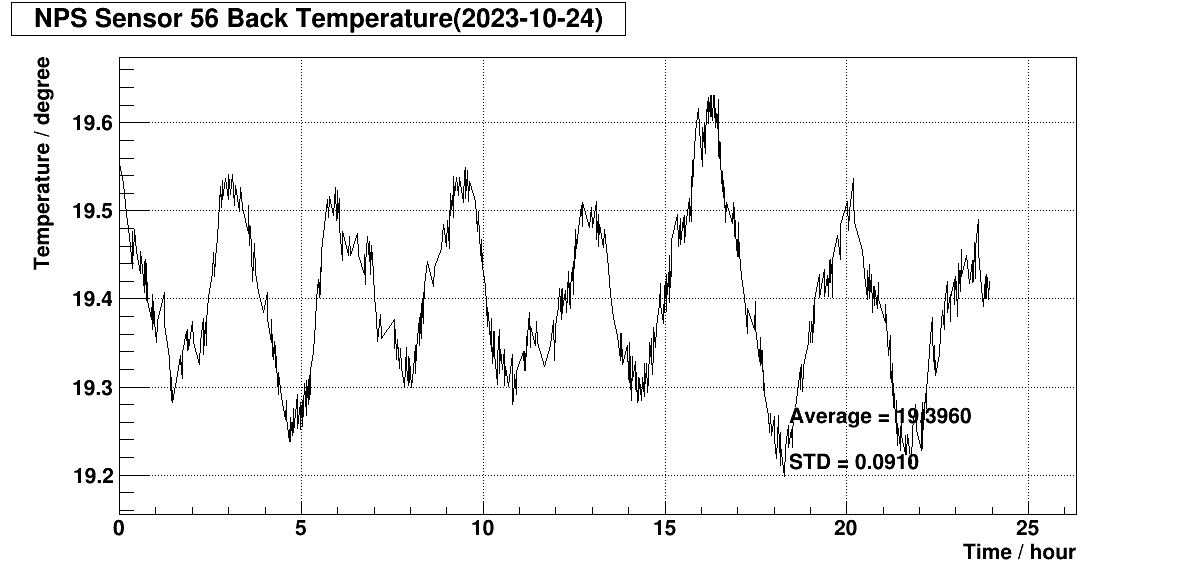 NPS Sensor 56 Back Temperature(2023-10-24)
Temperature / degree
19.6
19.5
19.4
19.3
19.2
Average = 19.3960
STD = 0.0910
0 5 10 15 20 25
Time / hour